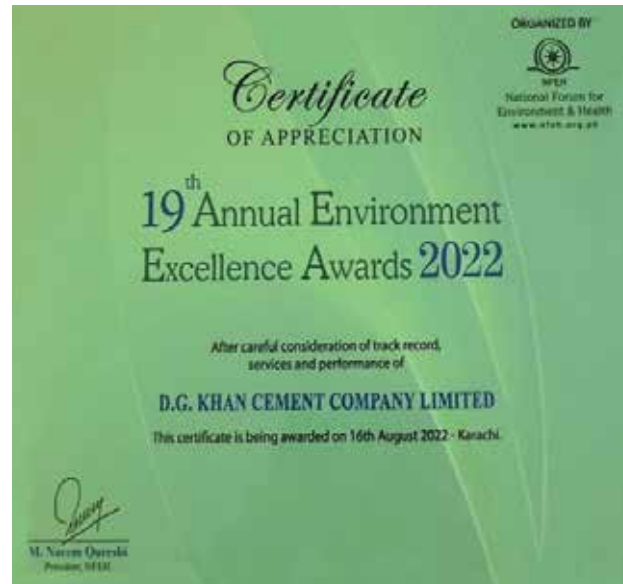 ORGANIZED BY
NFEH
National Forum for
Environment & Health
www.nfeh.org.pk
Certificate
OF APPRECIATION
19th Annual Environment
Excellence Awards 2022
After careful consideration of track record,
services and performance of
D.G. KHAN CEMENT COMPANY LIMITED
This certificate is being awarded on 16th August 2022 - Karachi.
M. Naeem Qureshi
President, NFEH